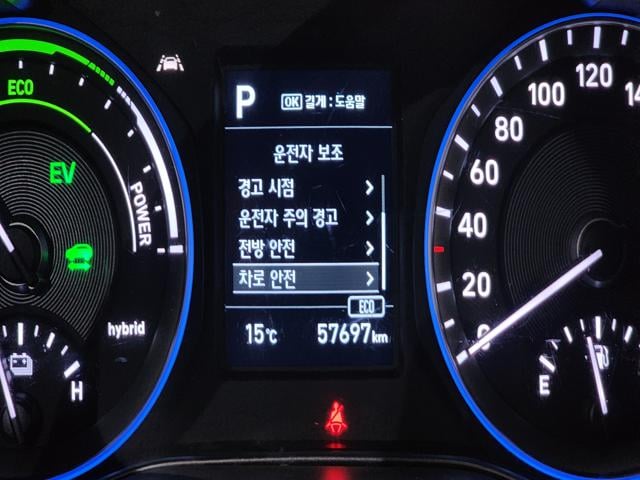 ECO
EV
POWER
hybrid
H
P
OK 길게 : 도움말
운전자 보조
경고 시점
운전자 주의 경고
전방 안전
차로 안전
ECO
15℃ 57697km
0
20
40
60
80
100
120
E